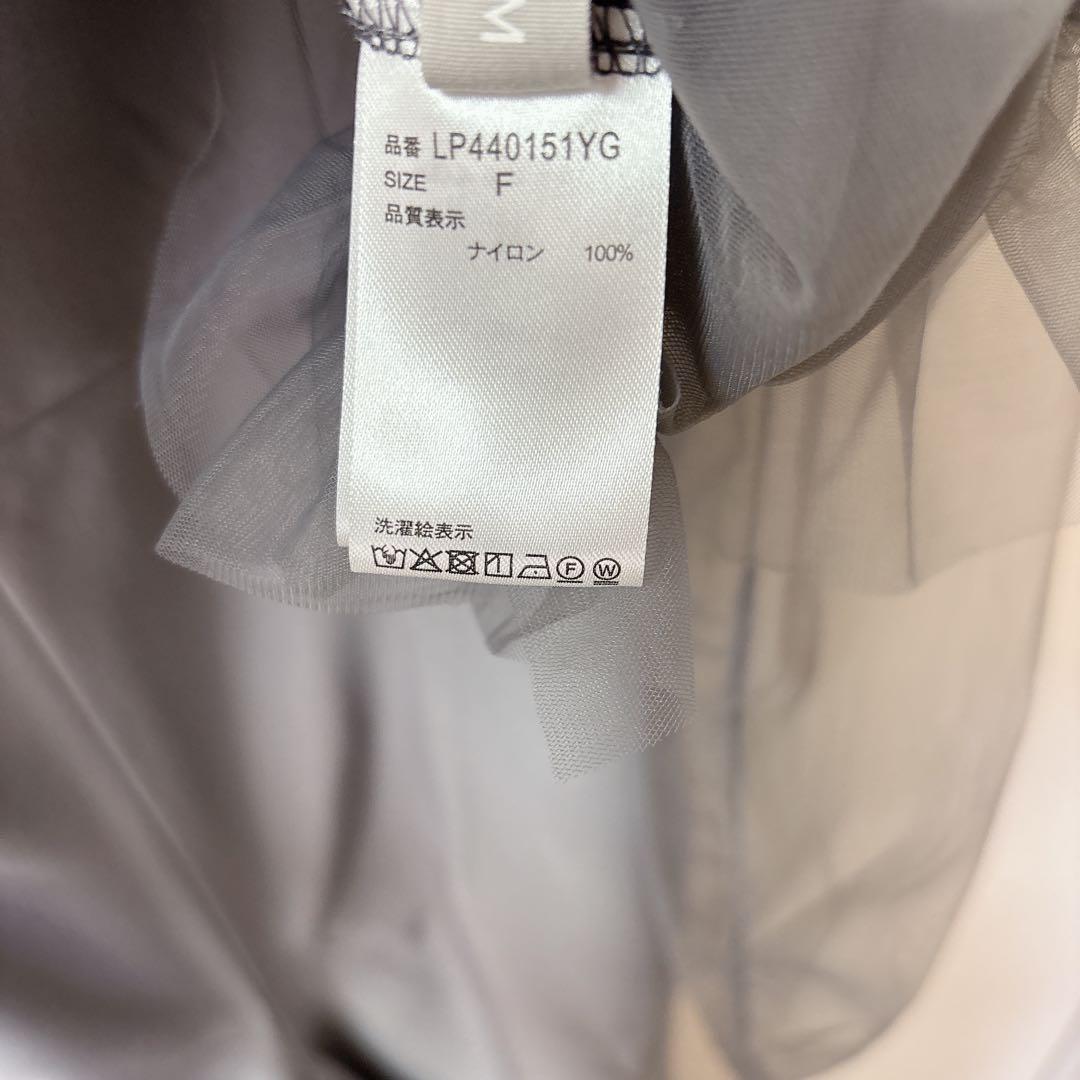 M
品番 LP440151YG
SIZE F
品質表示
ナイロン 100%
洗濯絵表示
F W